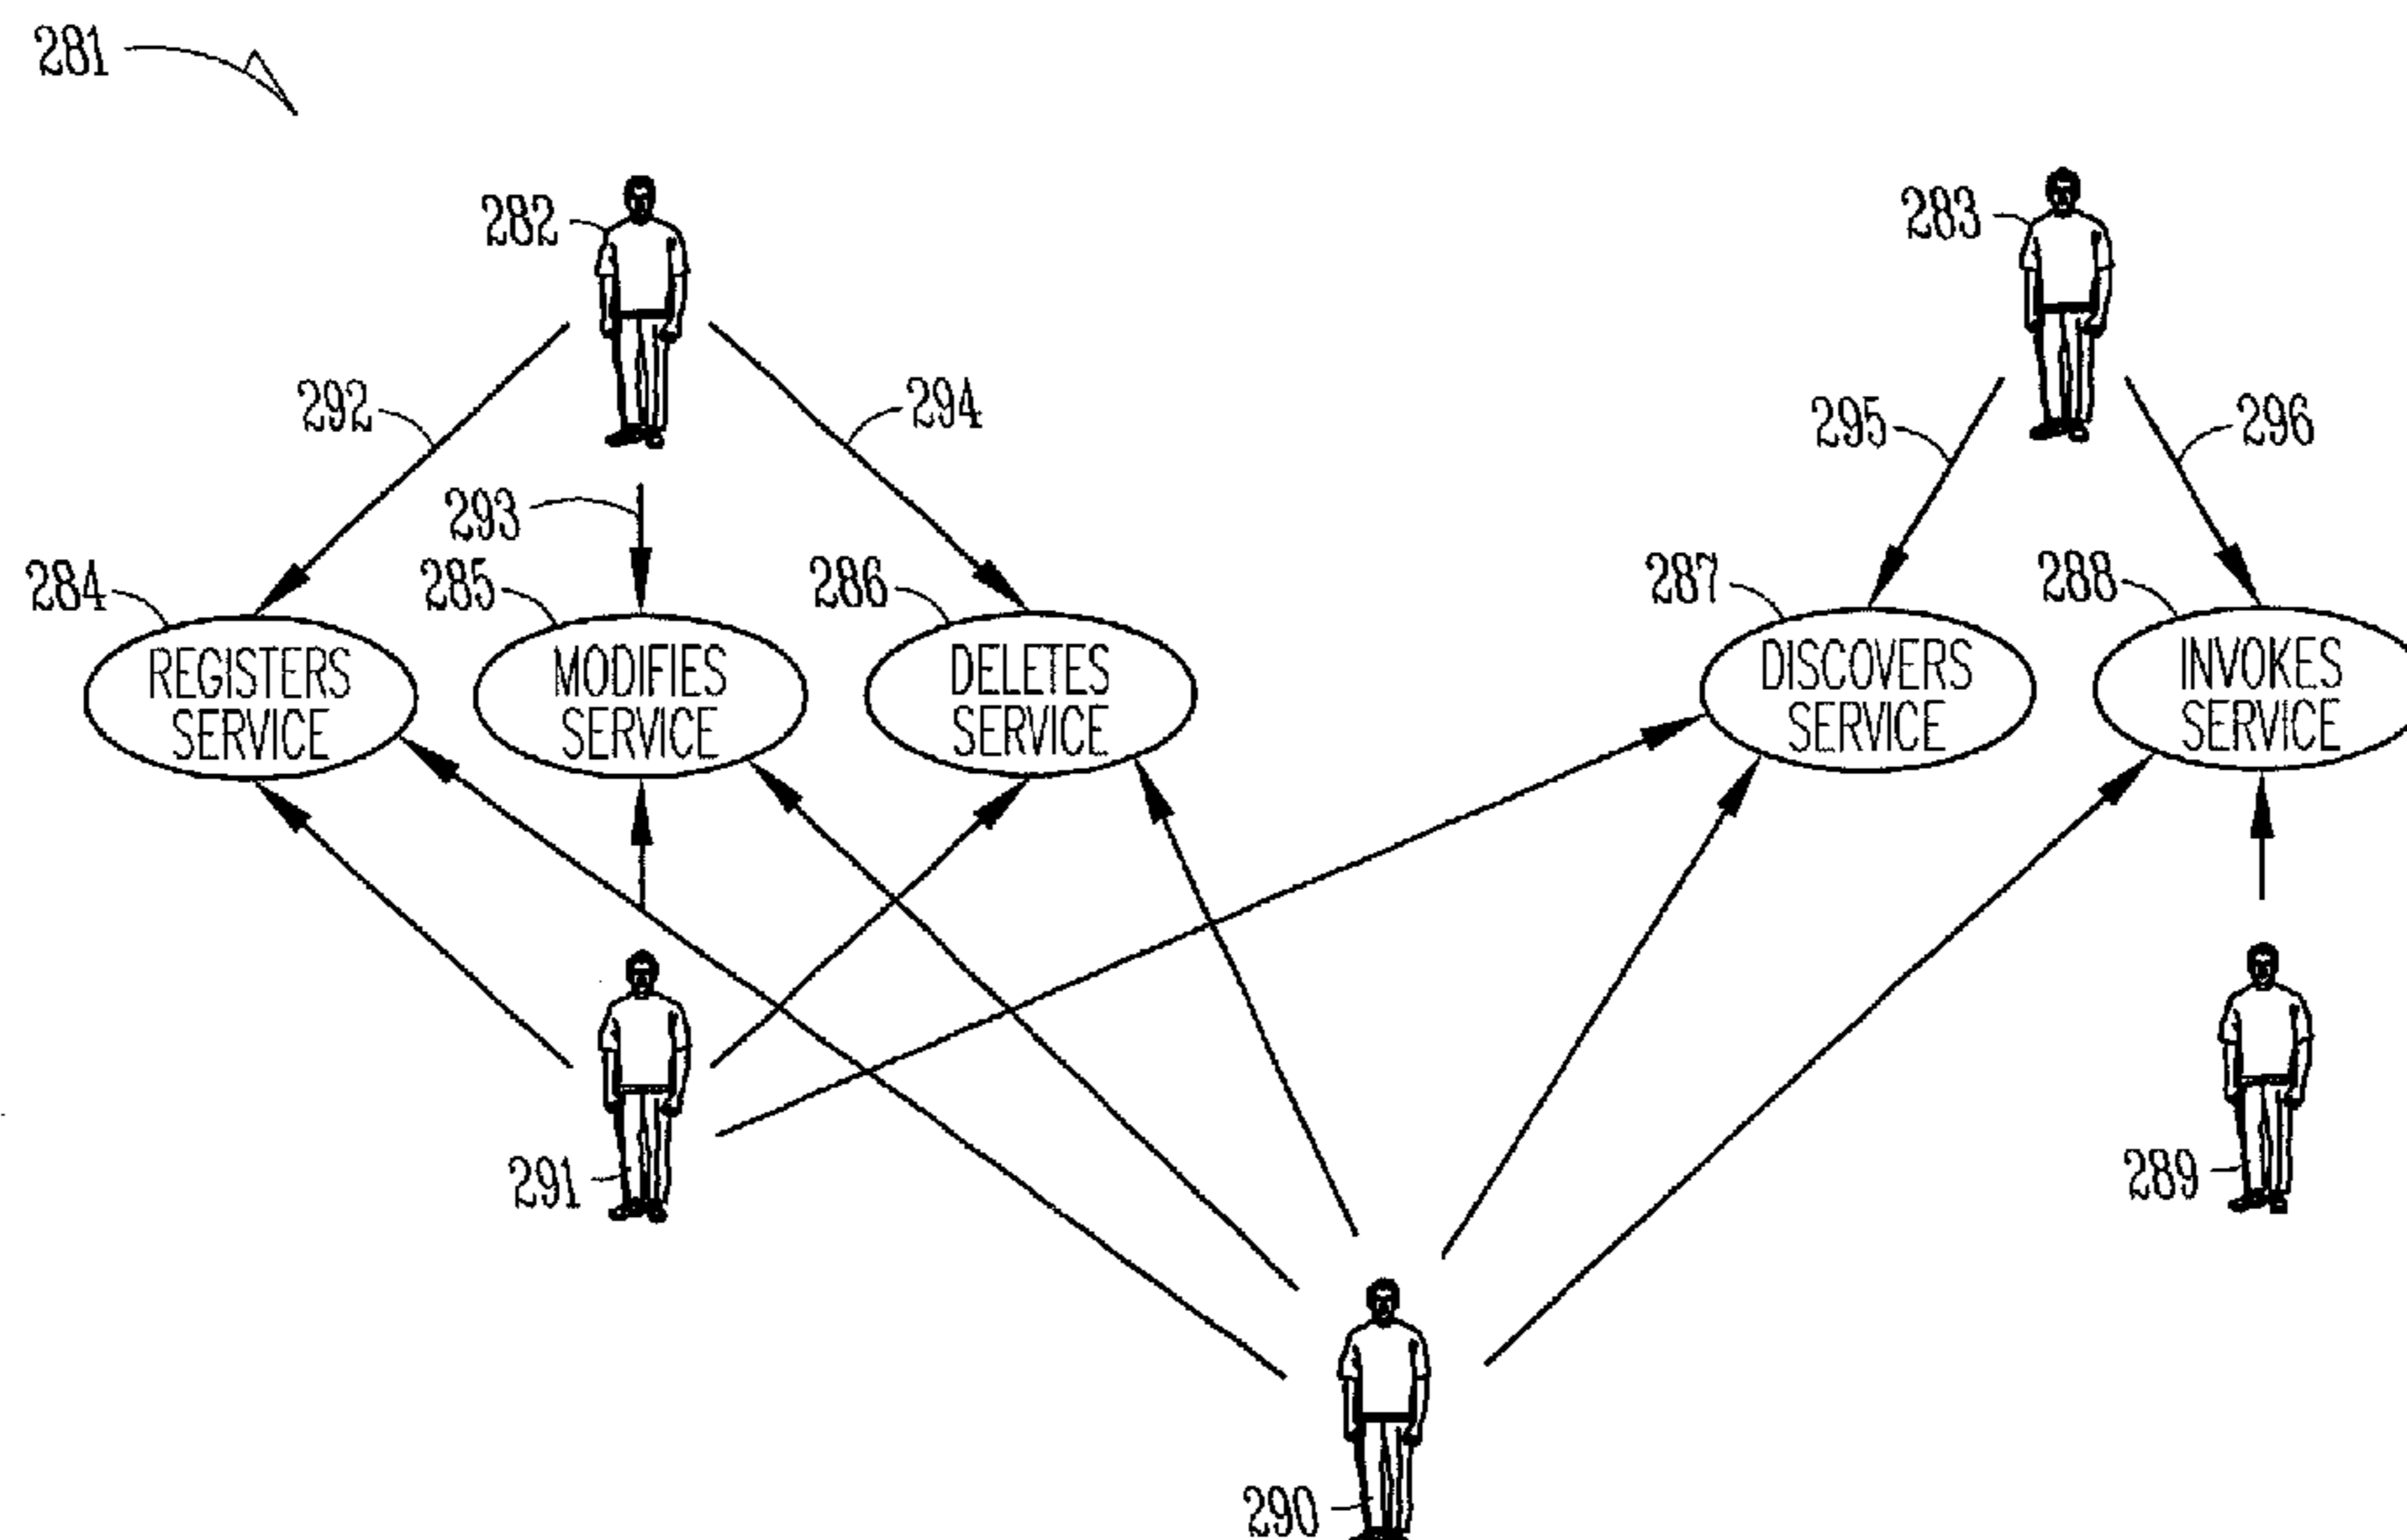 281
282
283
292
294
295
296
293
284
285
286
287
288
REGISTERS
SERVICE
MODIFIES
SERVICE
DELETES
SERVICE
DISCOVERS
SERVICE
INVOKES
SERVICE
291
289
290